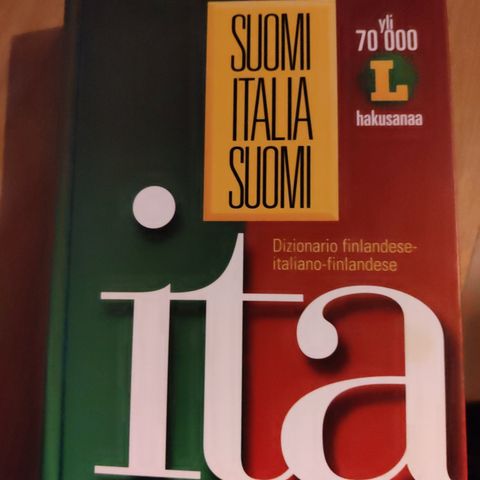 SUOMI
ITALIA
SUOMI
yli
70 000
L
hakusanaa
Dizionario finlandese-
italiano-finlandese
ita